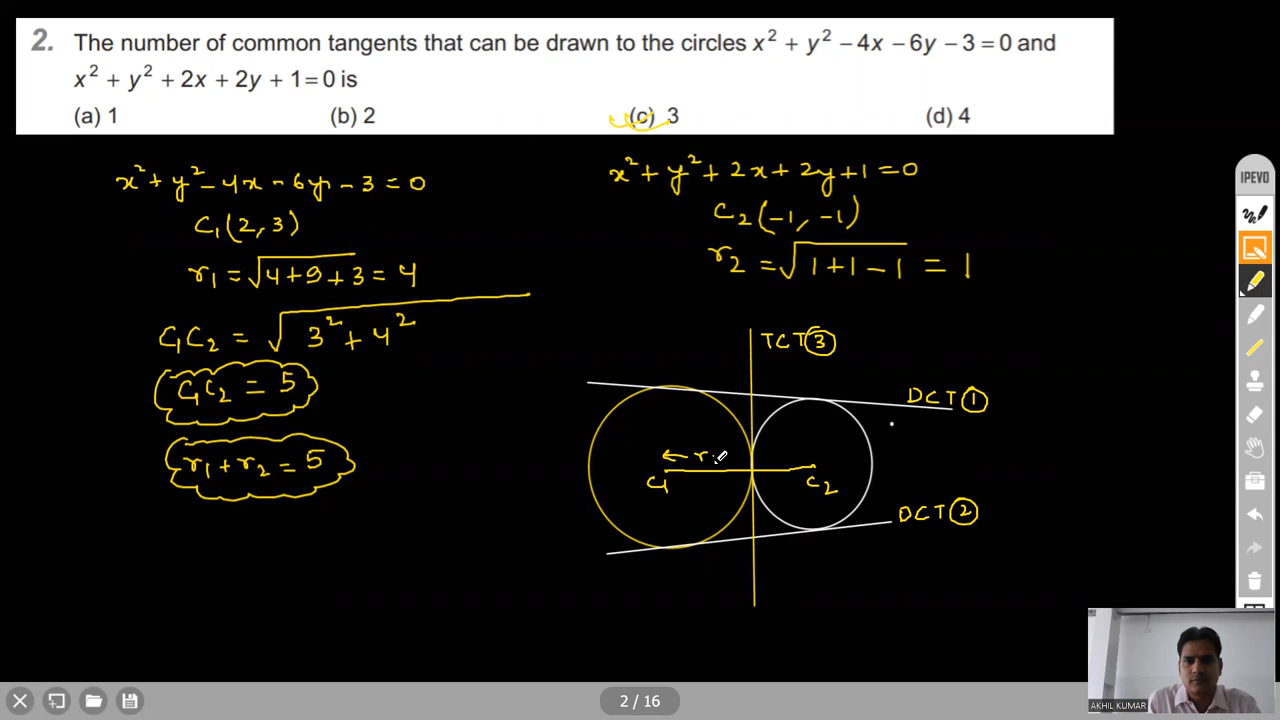 2. The number of common tangents that can be drawn to the circles x² + y² – 4x – 6y – 3 = 0 and
x² + y² + 2x + 2y + 1 = 0 is
(a) 1 (b) 2 (c) 3 (d) 4
x² + y² – 4x – 6y – 3 = 0
C₁(2, 3)
r₁ = √(4+9+3) = 4
C₁C₂ = √(3² + 4²)
C₁C₂ = 5
r₁ + r₂ = 5
x² + y² + 2x + 2y + 1 = 0
C₂(-1, -1)
r₂ = √(1+1-1) = 1
TCT 3
DCT 1
← r
C₁ C₂
DCT 2
IPEVO
AKHIL KUMAR
2 / 16